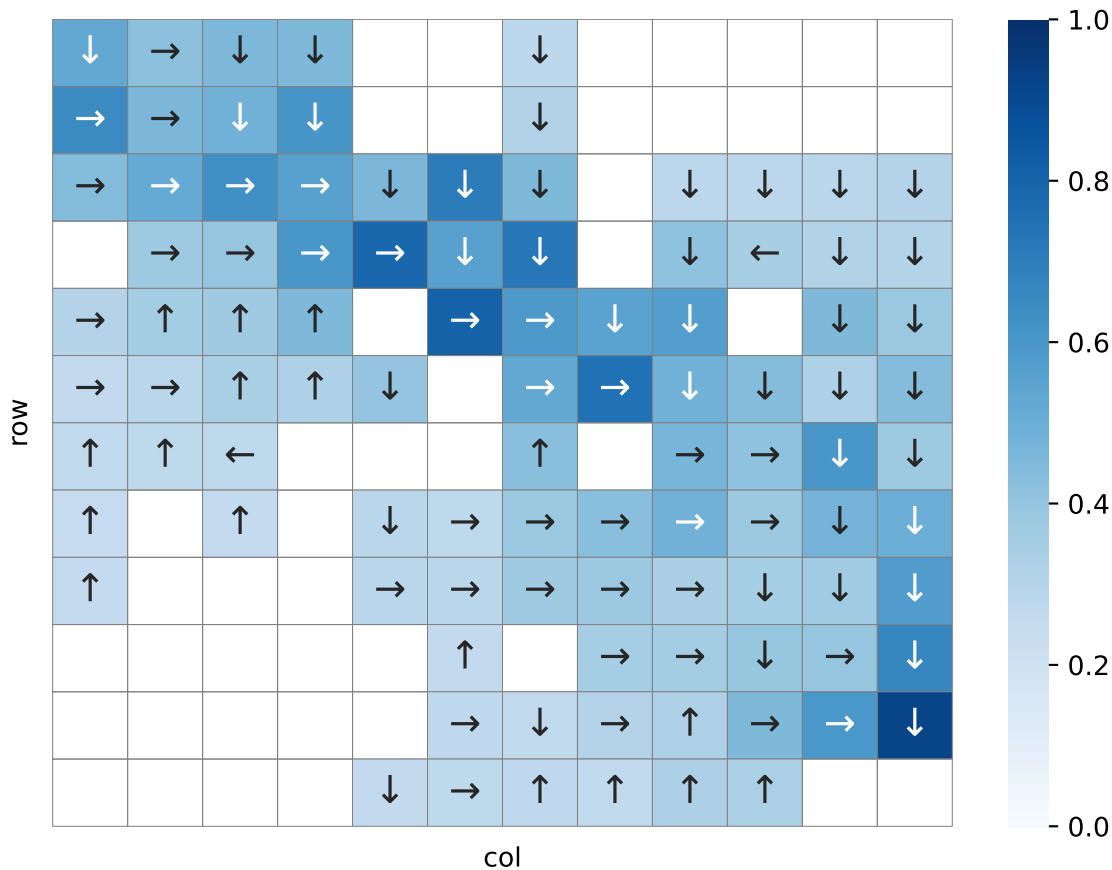 ↓ → ↓ ↓ ↓ 1.0
→ → ↓ ↓ ↓
→ → → → ↓ ↓ ↓ ↓ ↓ ↓ ↓ 0.8
→ → → → ↓ ↓ ↓ ← ↓ ↓
→ ↑ ↑ ↑ → → ↓ ↓ ↓ ↓ 0.6
→ → ↑ ↑ ↓ → → ↓ ↓ ↓ ↓
row
↑ ↑ ← ↑ → → ↓ ↓
↑ ↑ ↓ → → → → → ↓ ↓ 0.4
↑ → → → → → ↓ ↓ ↓
↑ → → ↓ → ↓ 0.2
→ ↓ → ↑ → → ↓
↓ → ↑ ↑ ↑ ↑ 0.0
col